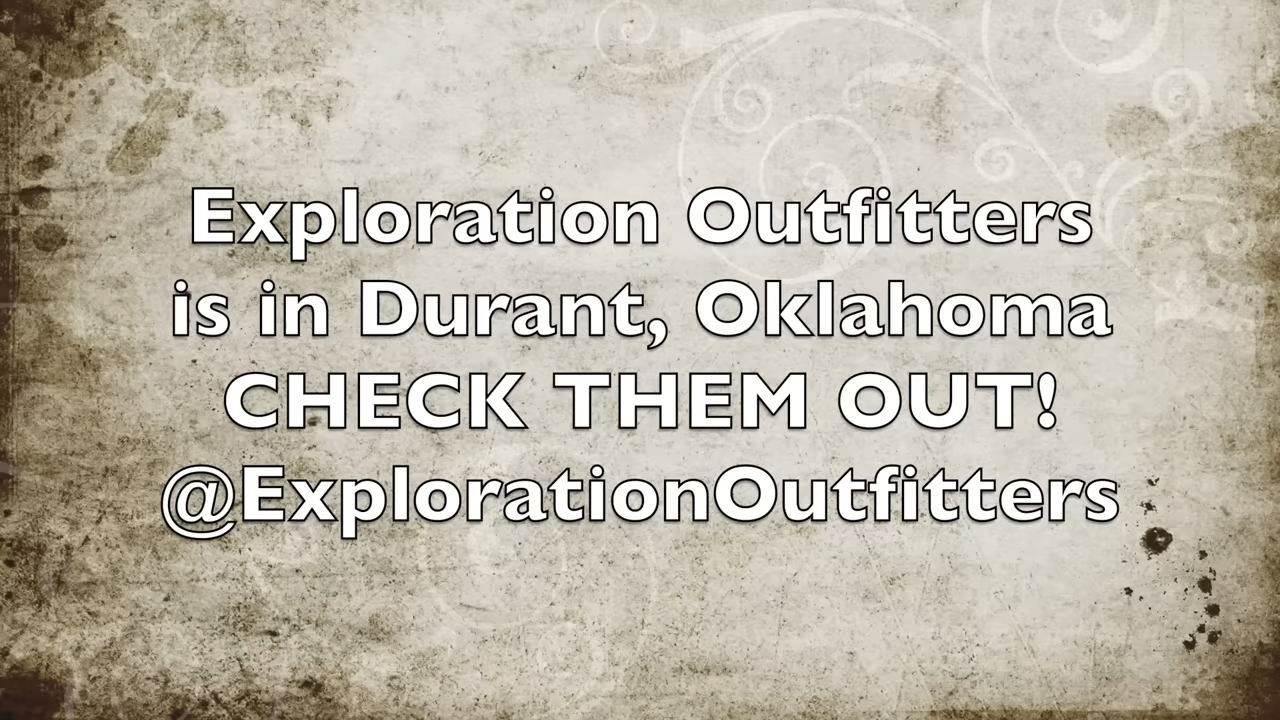 Exploration Outfitters
is in Durant, Oklahoma
CHECK THEM OUT!
@ExplorationOutfitters